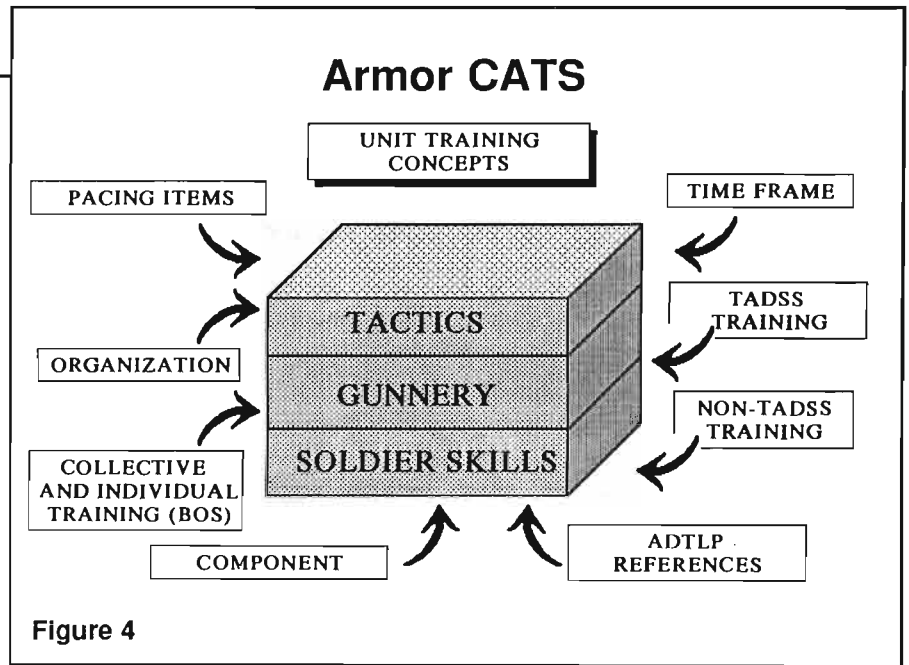 Armor CATS
UNIT TRAINING
CONCEPTS
PACING ITEMS
TIME FRAME
TACTICS
TADSS
TRAINING
ORGANIZATION
GUNNERY
NON-TADSS
TRAINING
SOLDIER SKILLS
COLLECTIVE
AND INDIVIDUAL
TRAINING (BOS)
COMPONENT
ADTLP
REFERENCES
Figure 4